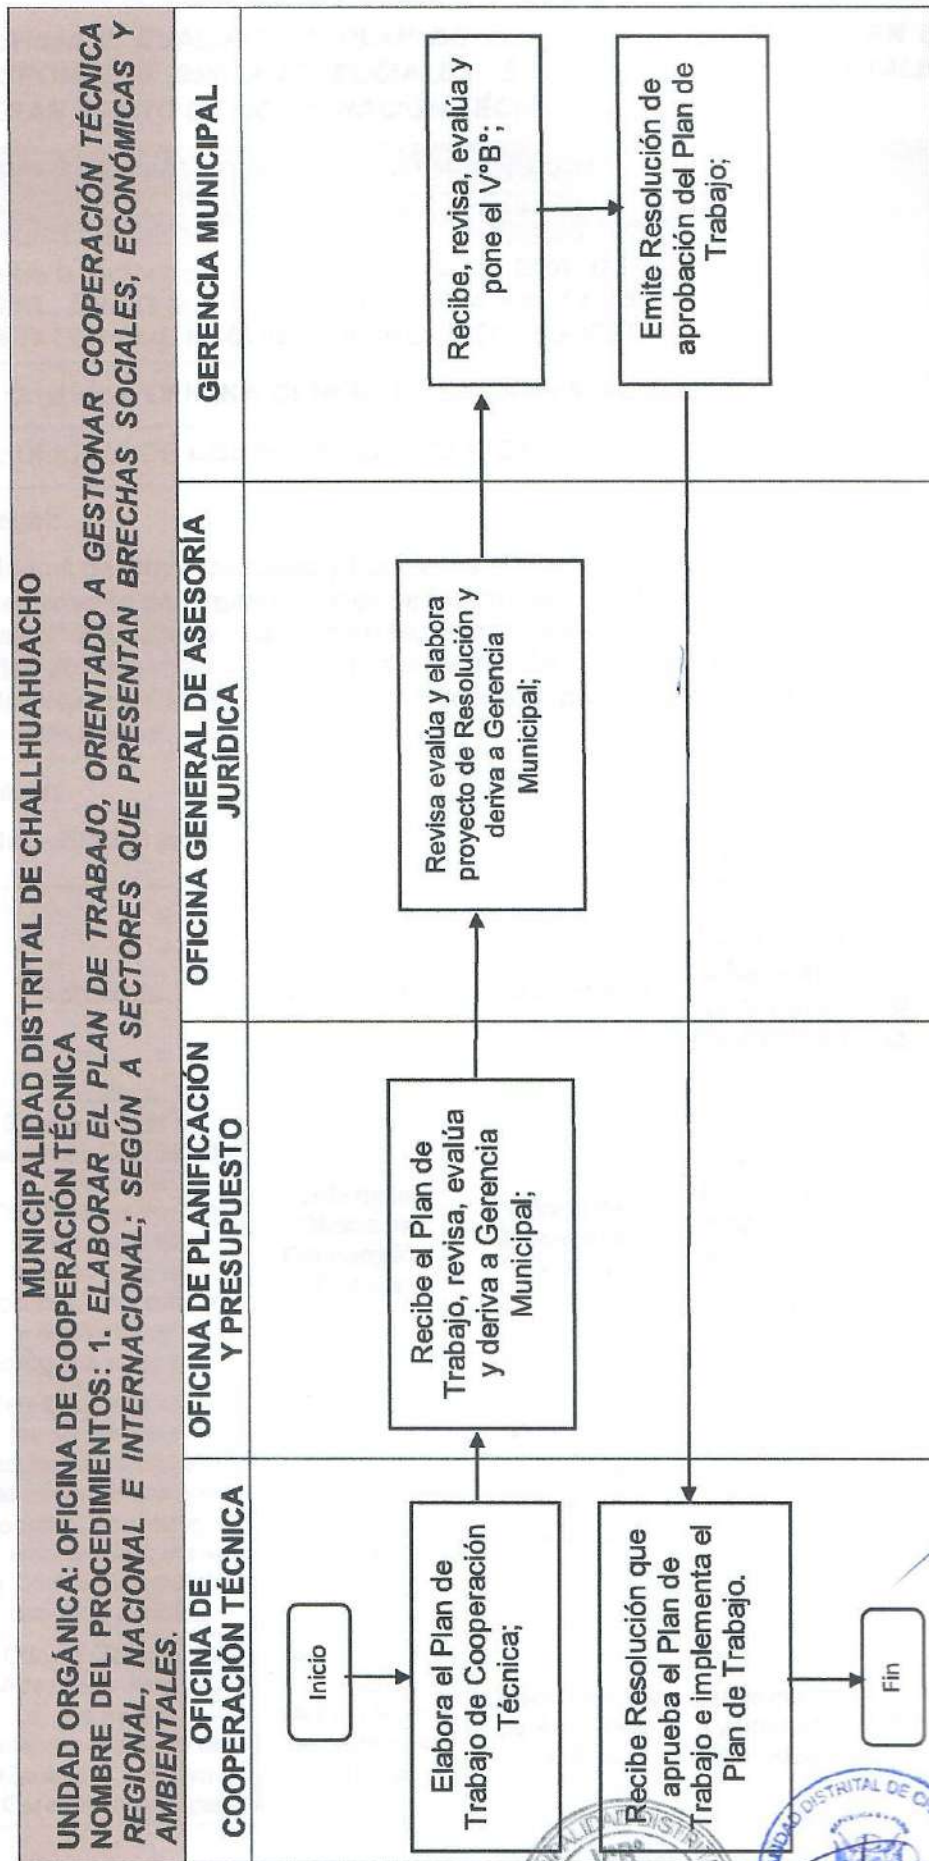 MUNICIPALIDAD DISTRITAL DE CHALLHUAHUACHO
UNIDAD ORGÁNICA: OFICINA DE COOPERACIÓN TÉCNICA
NOMBRE DEL PROCEDIMIENTOS: 1. ELABORAR EL PLAN DE TRABAJO, ORIENTADO A GESTIONAR COOPERACIÓN TÉCNICA
REGIONAL, NACIONAL E INTERNACIONAL; SEGÚN A SECTORES QUE PRESENTAN BRECHAS SOCIALES, ECONÓMICAS Y
AMBIENTALES.
OFICINA DE
COOPERACIÓN TÉCNICA
OFICINA DE PLANIFICACIÓN
Y PRESUPUESTO
OFICINA GENERAL DE ASESORÍA
JURÍDICA
GERENCIA MUNICIPAL
Inicio
Elabora el Plan de
Trabajo de Cooperación
Técnica;
Recibe el Plan de
Trabajo, revisa, evalúa
y deriva a Gerencia
Municipal;
Revisa evalúa y elabora
proyecto de Resolución y
deriva a Gerencia
Municipal;
Recibe, revisa, evalúa y
pone el V°B°;
Emite Resolución de
aprobación del Plan de
Trabajo;
Recibe Resolución que
aprueba el Plan de
Trabajo e implementa el
Plan de Trabajo.
Fin
DISTRITAL DE
V°B°